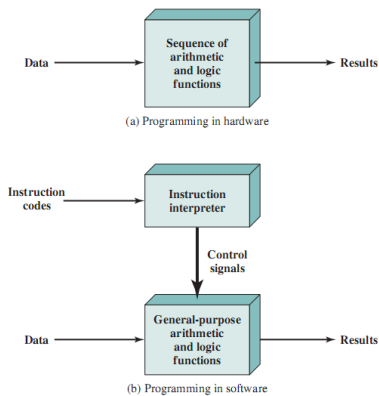 Sequence of
arithmetic
and logic
functions
Data
Results
(a) Programming in hardware
Instruction
codes
Instruction
interpreter
Control
signals
General-purpose
arithmetic
and logic
functions
Data
Results
(b) Programming in software